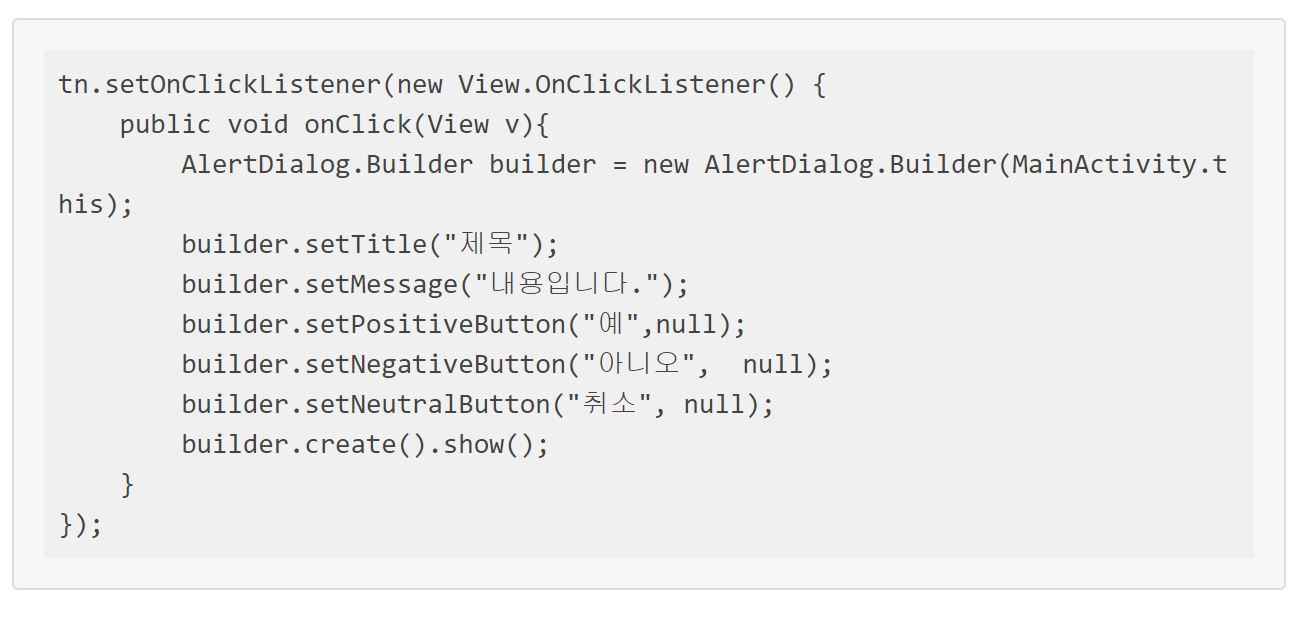 tn.setOnClickListener(new View.OnClickListener() {
    public void onClick(View v){
        AlertDialog.Builder builder = new AlertDialog.Builder(MainActivity.t
his);
        builder.setTitle("제목");
        builder.setMessage("내용입니다.");
        builder.setPositiveButton("예",null);
        builder.setNegativeButton("아니오",  null);
        builder.setNeutralButton("취소", null);
        builder.create().show();
    }
});